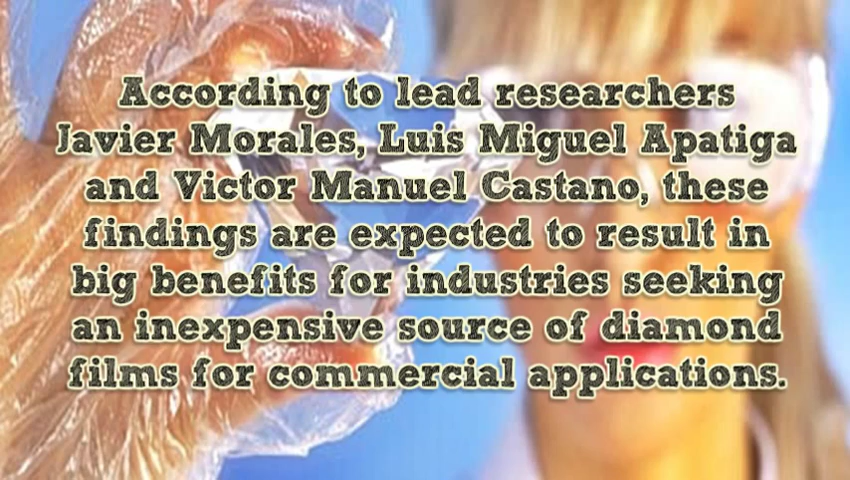 According to lead researchers
Javier Morales, Luis Miguel Apatiga
and Victor Manuel Castano, these
findings are expected to result in
big benefits for industries seeking
an inexpensive source of diamond
films for commercial applications.